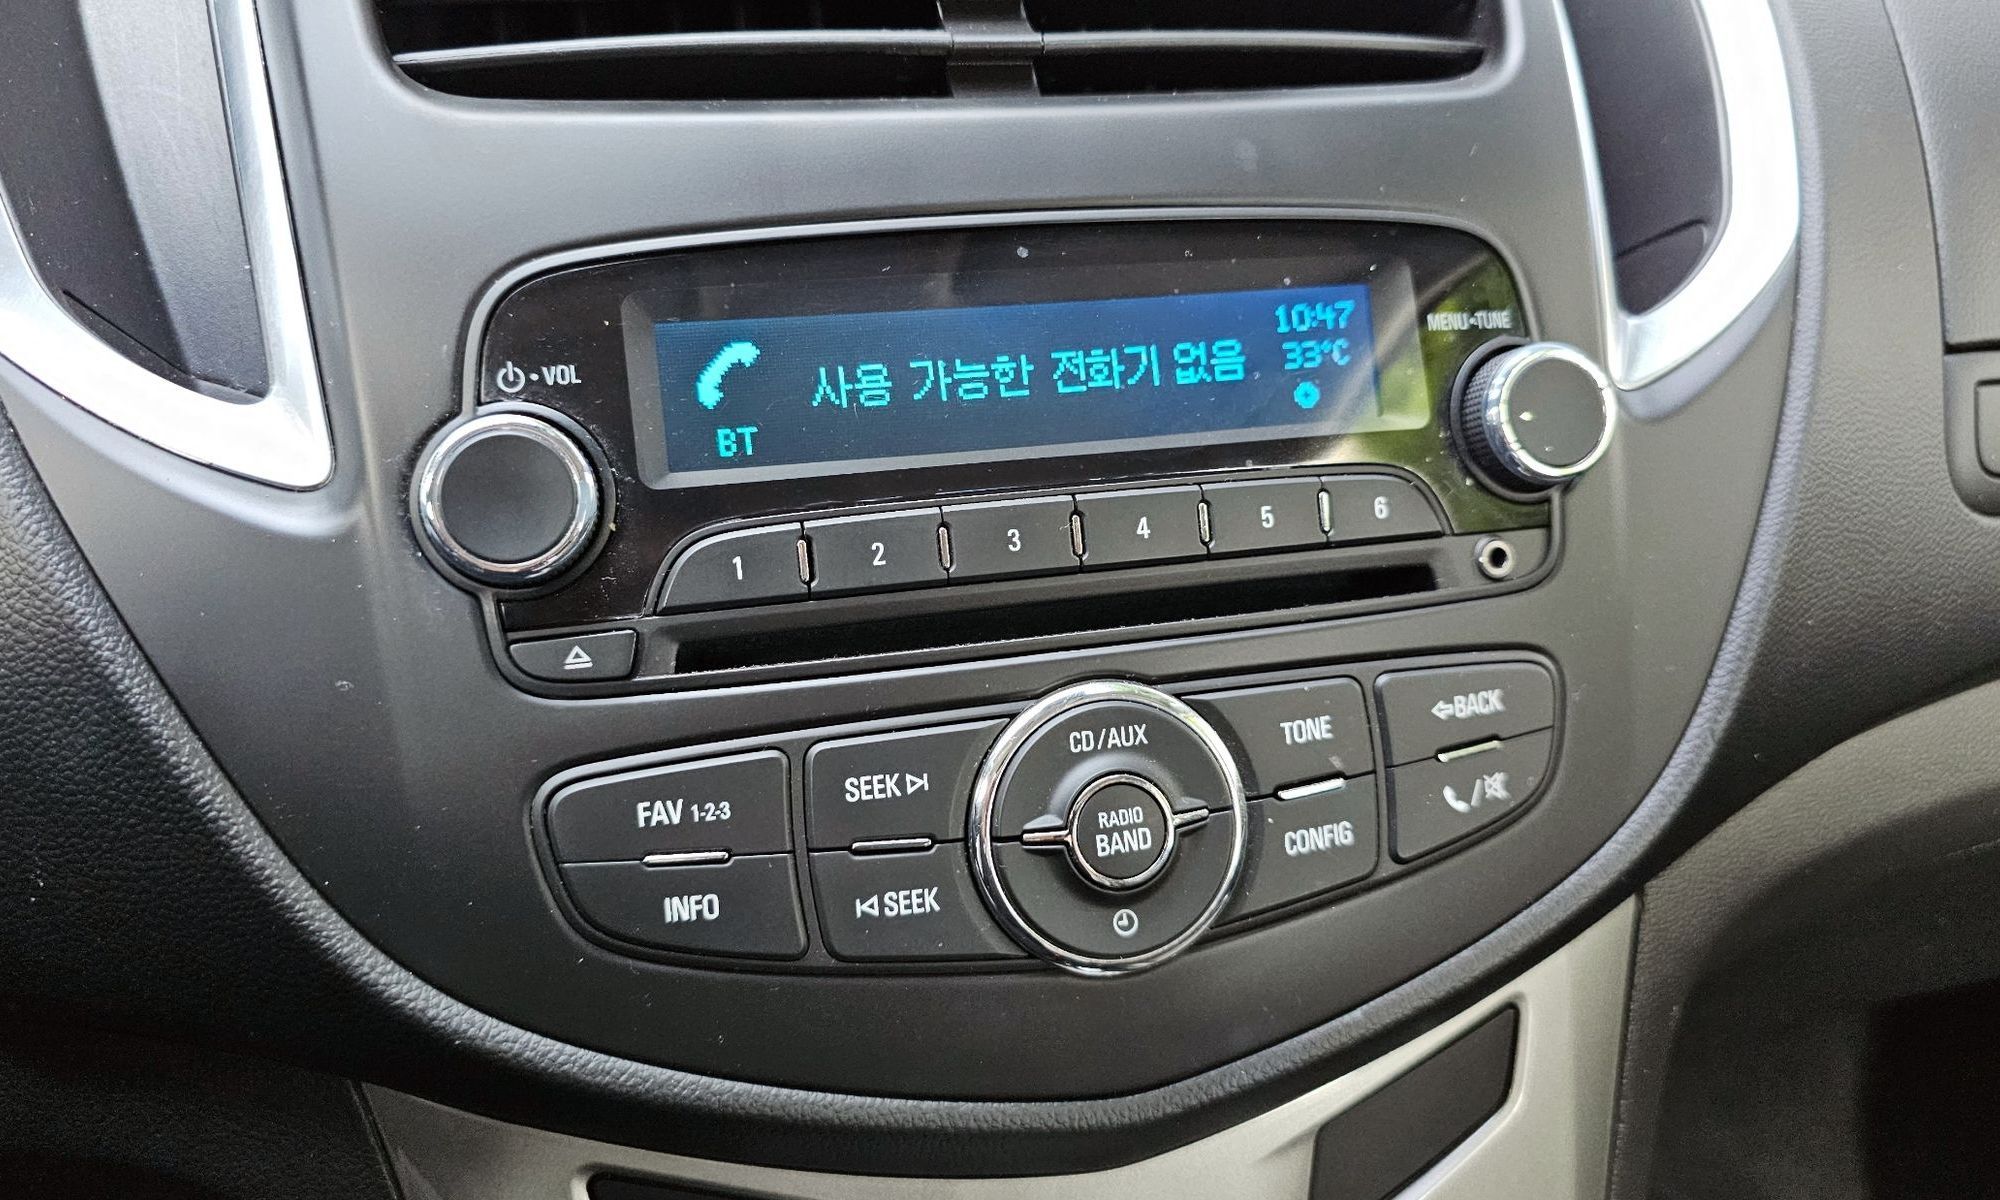 VOL
MENU-TUNE
사용 가능한 전화기 없음
10:47
33°C
BT
1
2
3
4
5
6
FAV 1-2-3
INFO
SEEK
SEEK
CD/AUX
RADIO
BAND
TONE
CONFIG
BACK